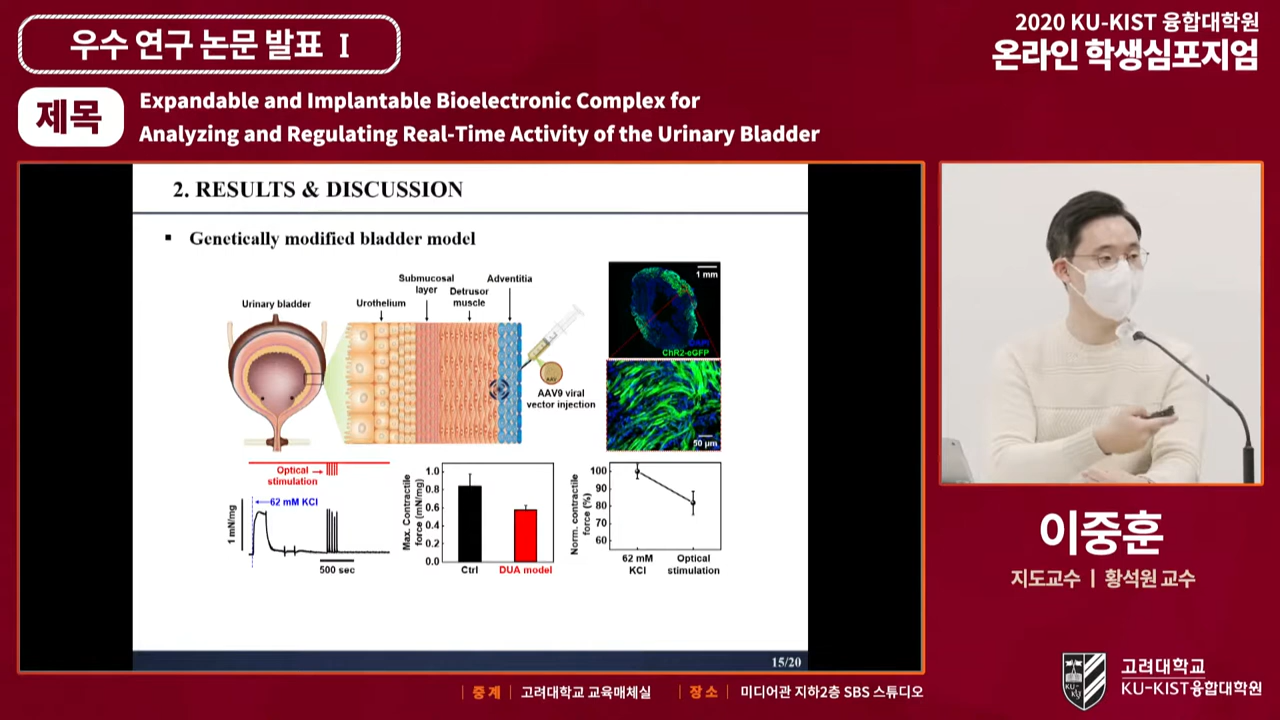 우수 연구 논문 발표 Ⅰ
2020 KU-KIST 융합대학원
온라인 학생심포지엄
제목
Expandable and Implantable Bioelectronic Complex for
Analyzing and Regulating Real-Time Activity of the Urinary Bladder
2. RESULTS & DISCUSSION
▪ Genetically modified bladder model
Urinary bladder
Urothelium
Submucosal
layer
Detrusor
muscle
Adventitia
AAV
AAV9 viral
vector injection
1 mm
DAPI
ChR2-eGFP
50 μm
Optical
stimulation
62 mM KCl
1 mN/mg
500 sec
Max. Contractile
force (mN/mg)
1.0
0.8
0.6
0.4
0.2
0.0
Ctrl
DUA model
Norm. contractile
force (%)
100
90
80
70
60
62 mM
KCl
Optical
stimulation
15/20
이중훈
지도교수 | 황석원 교수
KU-KIST
고려대학교
KU-KIST융합대학원
| 중 계 | 고려대학교 교육매체실 | 장 소 | 미디어관 지하2층 SBS 스튜디오